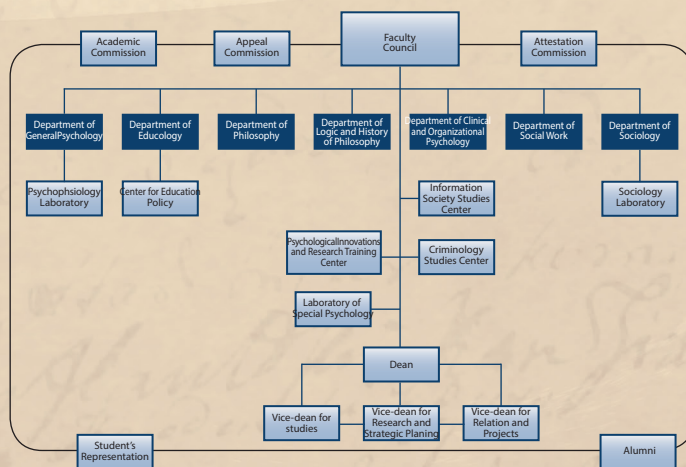 Academic
Commission
Appeal
Commission
Faculty
Council
Attestation
Commission
Department of
GeneralPsychology
Department of
Educology
Department of
Philosophy
Department of
Logic and History
of Philosophy
Department of Clinical
and Organizational
Psychology
Department of
Social Work
Department of
Sociology
Psychophsiology
Laboratory
Center for Education
Policy
Information
Society Studies
Center
Sociology
Laboratory
PsychologicalInnovations
and Research Training
Center
Criminology
Studies Center
Laboratory of
Special Psychology
Dean
Vice-dean for
studies
Vice-dean for
Research and
Strategic Planing
Vice-dean for
Relation and
Projects
Student's
Representation
Alumni